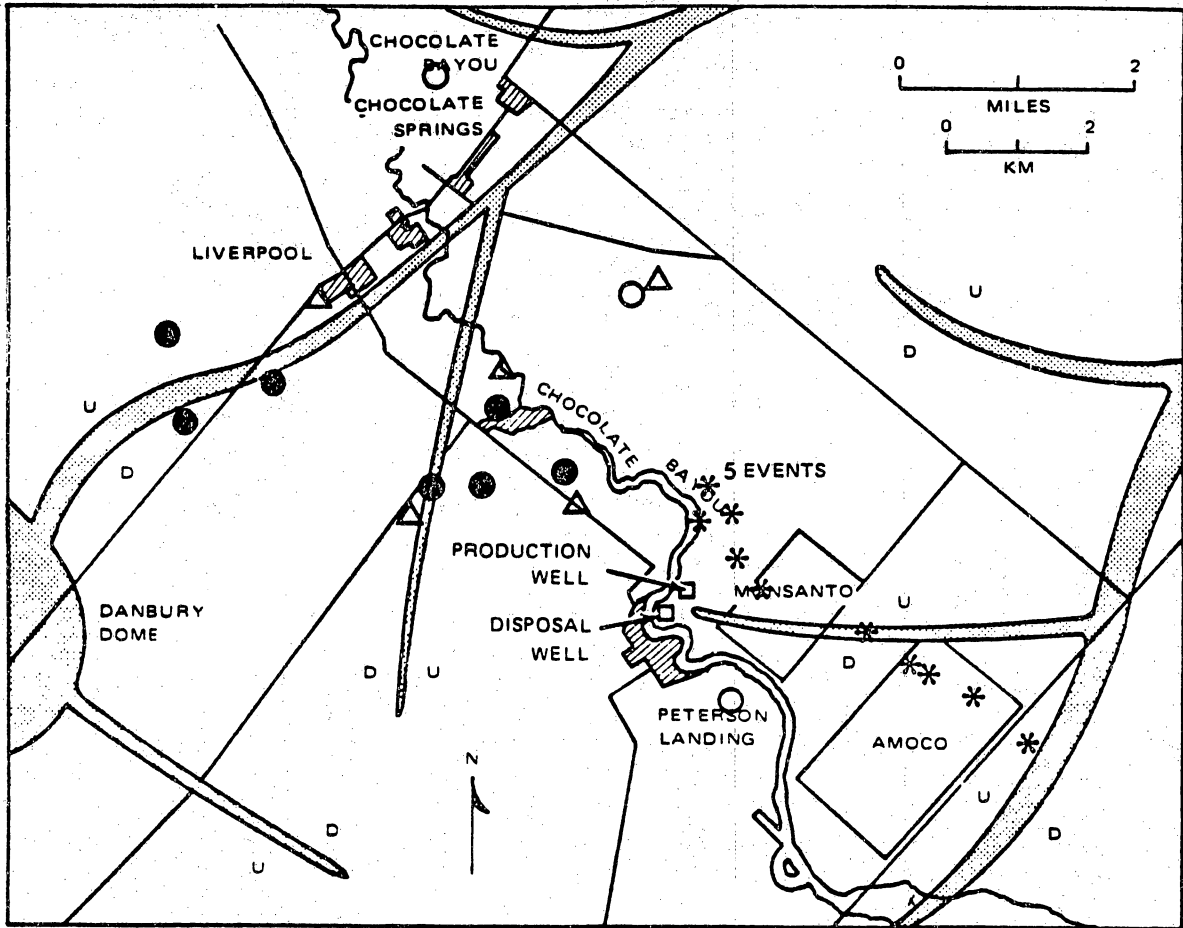 CHOCOLATE
BAYOU
CHOCOLATE
SPRINGS
0 2
MILES
0 2
KM
LIVERPOOL
U
D
U
D
CHOCOLATE BAYOU
5 EVENTS
PRODUCTION
WELL
MONSANTO
U
DISPOSAL
WELL
D
DANBURY
DOME
D U
PETERSON
LANDING
AMOCO
N
U
D
D
U